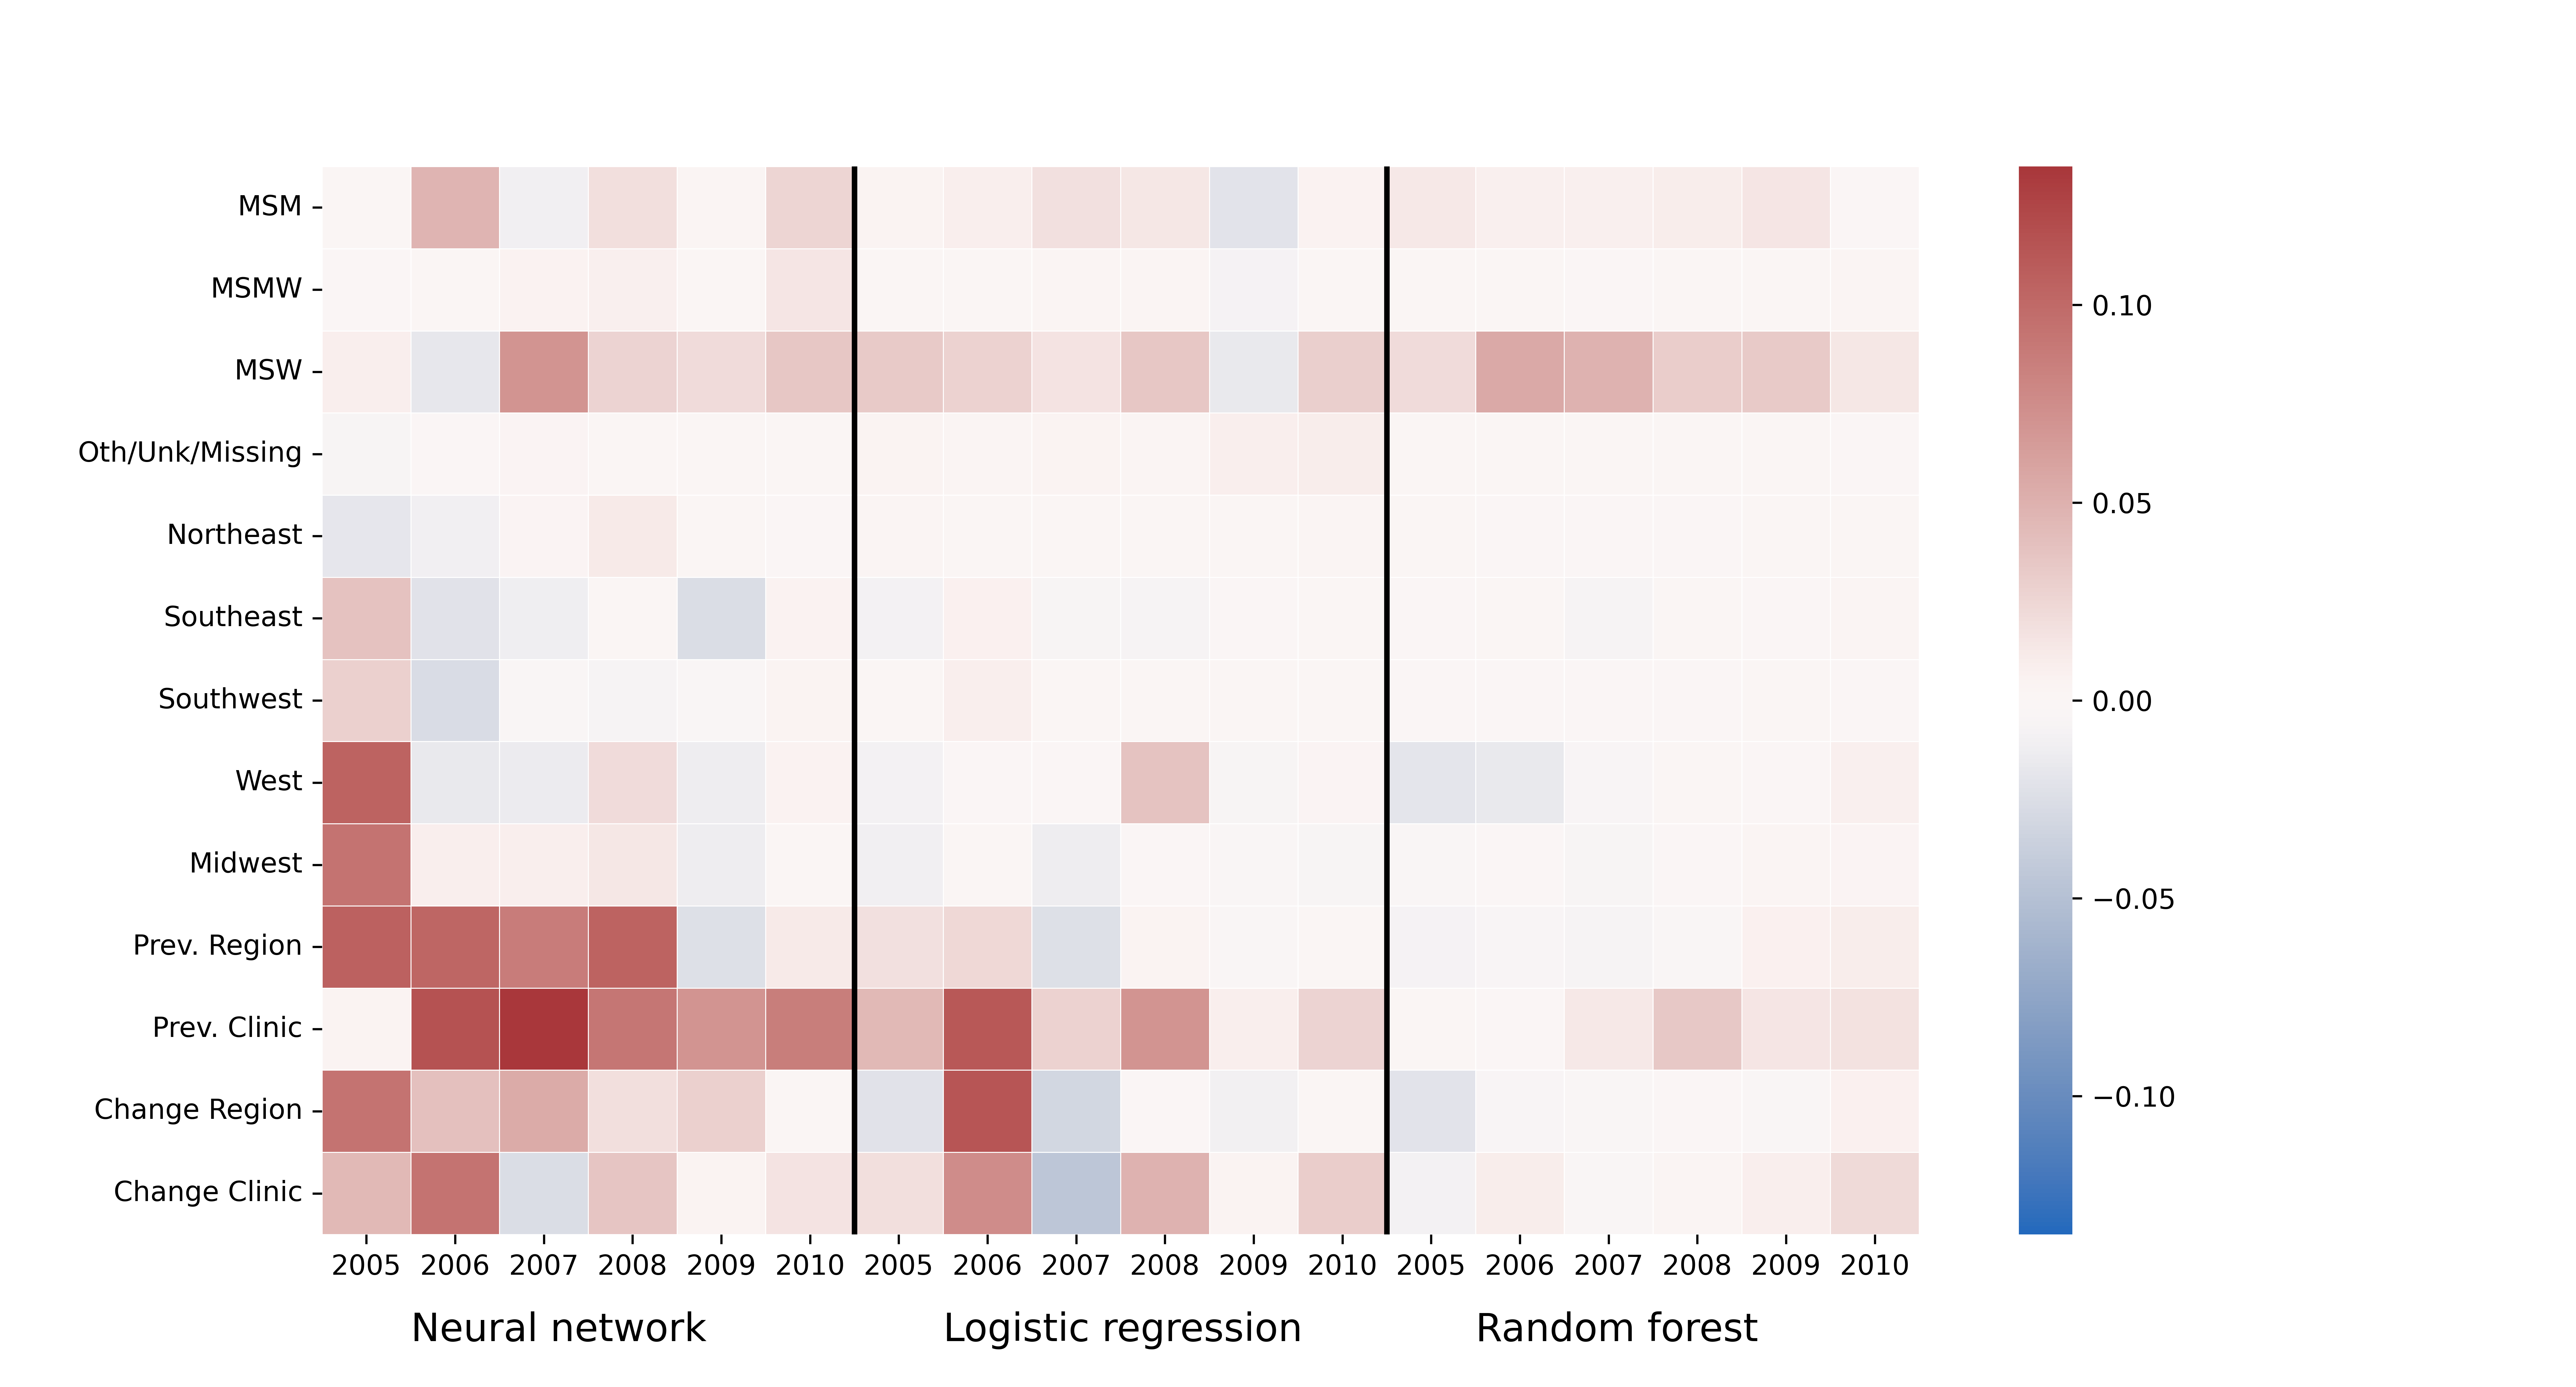 MSM
MSMW
MSW
Oth/Unk/Missing
Northeast
Southeast
Southwest
West
Midwest
Prev. Region
Prev. Clinic
Change Region
Change Clinic
2005 2006 2007 2008 2009 2010 2005 2006 2007 2008 2009 2010 2005 2006 2007 2008 2009 2010
Neural network Logistic regression Random forest
0.10
0.05
0.00
−0.05
−0.10